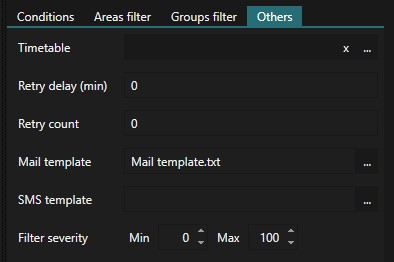 Conditions Areas filter Groups filter Others
Timetable x ...
Retry delay (min) 0
Retry count 0
Mail template Mail template.txt ...
SMS template ...
Filter severity Min 0 Max 100